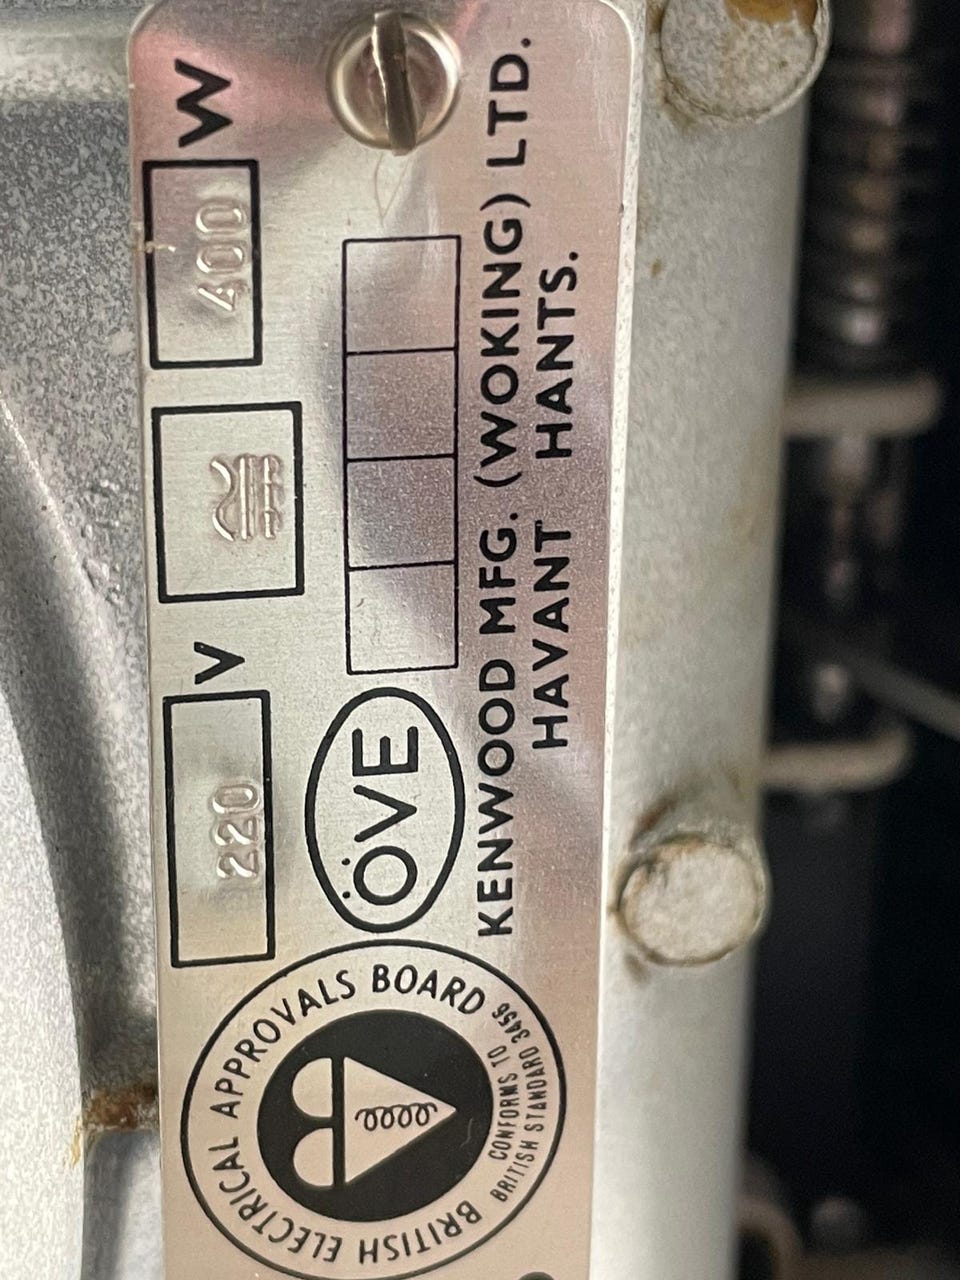 220 V ≂ 400 W
ÖVE
KENWOOD MFG. (WOKING) LTD.
HAVANT HANTS.
BRITISH ELECTRICAL APPROVALS BOARD
CONFORMS TO
BRITISH STANDARD 3456